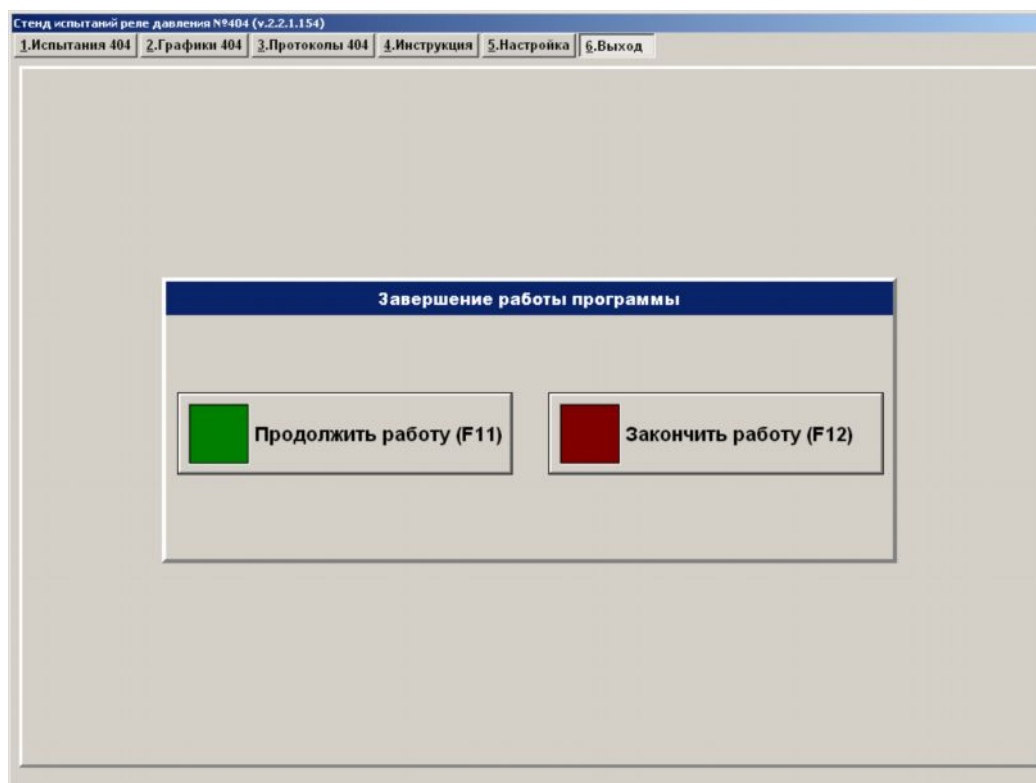 Стенд испытаний реле давления №404 (v.2.2.1.154)
1.Испытания 404 2.Графики 404 3.Протоколы 404 4.Инструкция 5.Настройка 6.Выход
Завершение работы программы
Продолжить работу (F11) Закончить работу (F12)